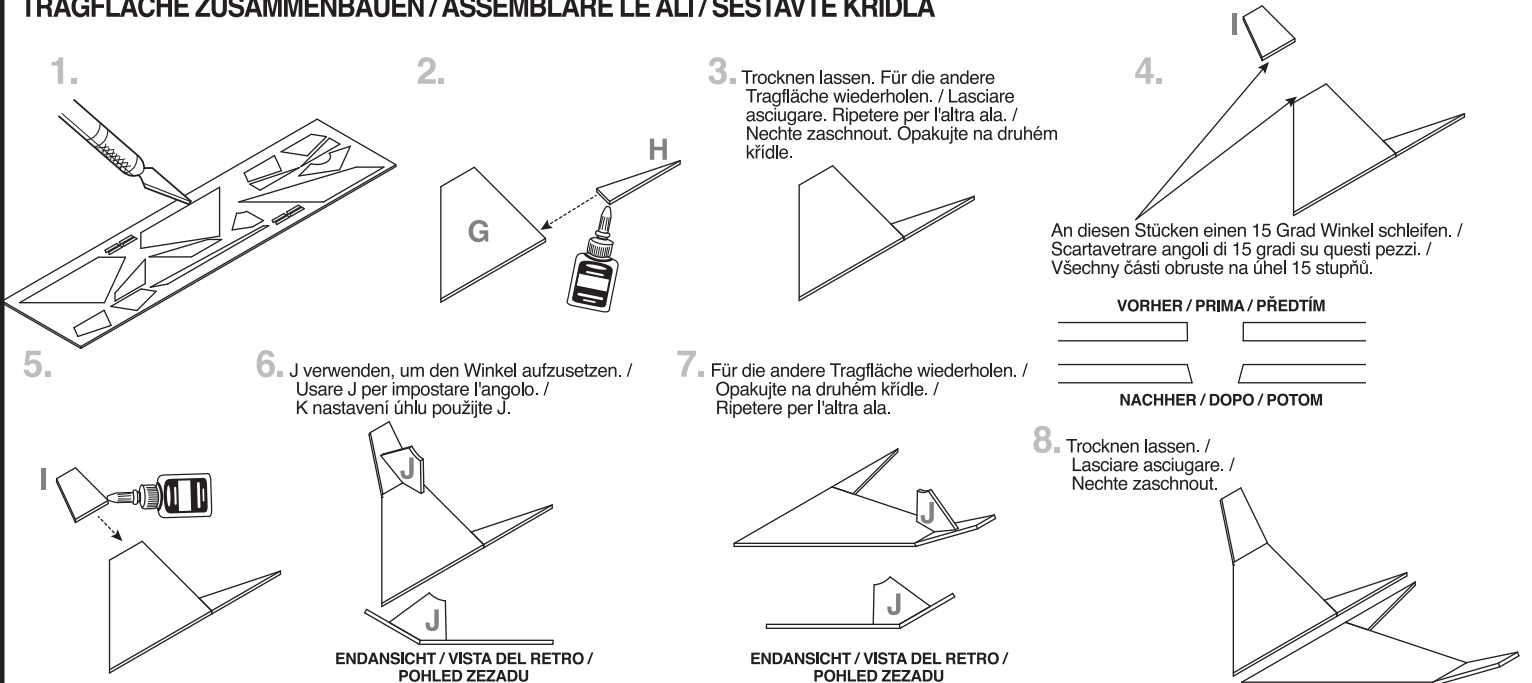 TRAGFLÄCHE ZUSAMMENBAUEN / ASSEMBLARE LE ALI / SESTAVTE KŘÍDLA
1.
2.
H
G
3. Trocknen lassen. Für die andere
Tragfläche wiederholen. / Lasciare
asciugare. Ripetere per l'altra ala. /
Nechte zaschnout. Opakujte na druhém
křídle.
4.
I
An diesen Stücken einen 15 Grad Winkel schleifen. /
Scartavetrare angoli di 15 gradi su questi pezzi. /
Všechny části obruste na úhel 15 stupňů.
VORHER / PRIMA / PŘEDTÍM
NACHHER / DOPO / POTOM
5.
I
6. J verwenden, um den Winkel aufzusetzen. /
Usare J per impostare l'angolo. /
K nastavení úhlu použijte J.
J
J
ENDANSICHT / VISTA DEL RETRO /
POHLED ZEZADU
7. Für die andere Tragfläche wiederholen. /
Opakujte na druhém křídle. /
Ripetere per l'altra ala.
J
J
ENDANSICHT / VISTA DEL RETRO /
POHLED ZEZADU
8. Trocknen lassen. /
Lasciare asciugare. /
Nechte zaschnout.